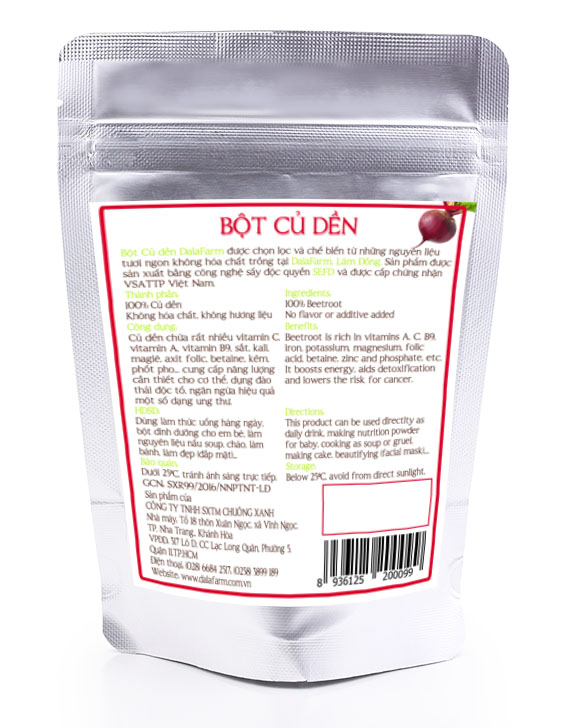 BỘT CỦ DỀN
Bột Củ dền DalaFarm được chọn lọc và chế biến từ những nguyên liệu
tươi ngon không hóa chất trồng tại DalaFarm, Lâm Đồng. Sản phẩm được
sản xuất bằng công nghệ sấy độc quyền SEFD và được cấp chứng nhận
VSATTP Việt Nam.
Thành phần:
100% Củ dền
Không hóa chất, không hương liệu
Công dụng:
Củ dền chứa rất nhiều vitamin C,
vitamin A, vitamin B9, sắt, kali,
magiê, axit folic, betaine, kẽm,
phốt pho... cung cấp năng lượng
cần thiết cho cơ thể, dụng đào
thải độc tố, ngăn ngừa hiệu quả
một số dạng ung thư.
HDSD:
Dùng làm thức uống hàng ngày,
bột dinh dưỡng cho em bé, làm
nguyên liệu nấu soup, cháo, làm
bánh, làm đẹp (đắp mặt)...
Bảo quản:
Dưới 25ºC, tránh ánh sáng trực tiếp.
GCN: SXR99/2016/NNPTNT-LĐ
Sản phẩm của
CÔNG TY TNHH SXTM CHUỒNG XANH
Nhà máy: Tổ 18 thôn Xuân Ngọc, xã Vĩnh Ngọc,
TP. Nha Trang, Khánh Hòa
VPDD: 317 Lô D, CC Lạc Long Quân, Phường 5,
Quận 11,TP.HCM
Điện thoại: (028) 6684 2517, (0258) 3899 189
Website: www.dalafarm.com.vn
Ingredients:
100% Beetroot
No flavor or additive added
Benefits:
Beetroot is rich in vitamins A, C, B9,
iron, potassium, magnesium, folic
acid, betaine, zinc and phosphate, etc.
It boosts energy, aids detoxification
and lowers the risk for cancer.
Directions:
This product can be used directity as
daily drink, making nutrition powder
for baby, cooking as soup or gruel,
making cake, beautifying (facial mask)...
Storage:
Below 25ºC, avoid from direct sunlight.
8 936125 200099